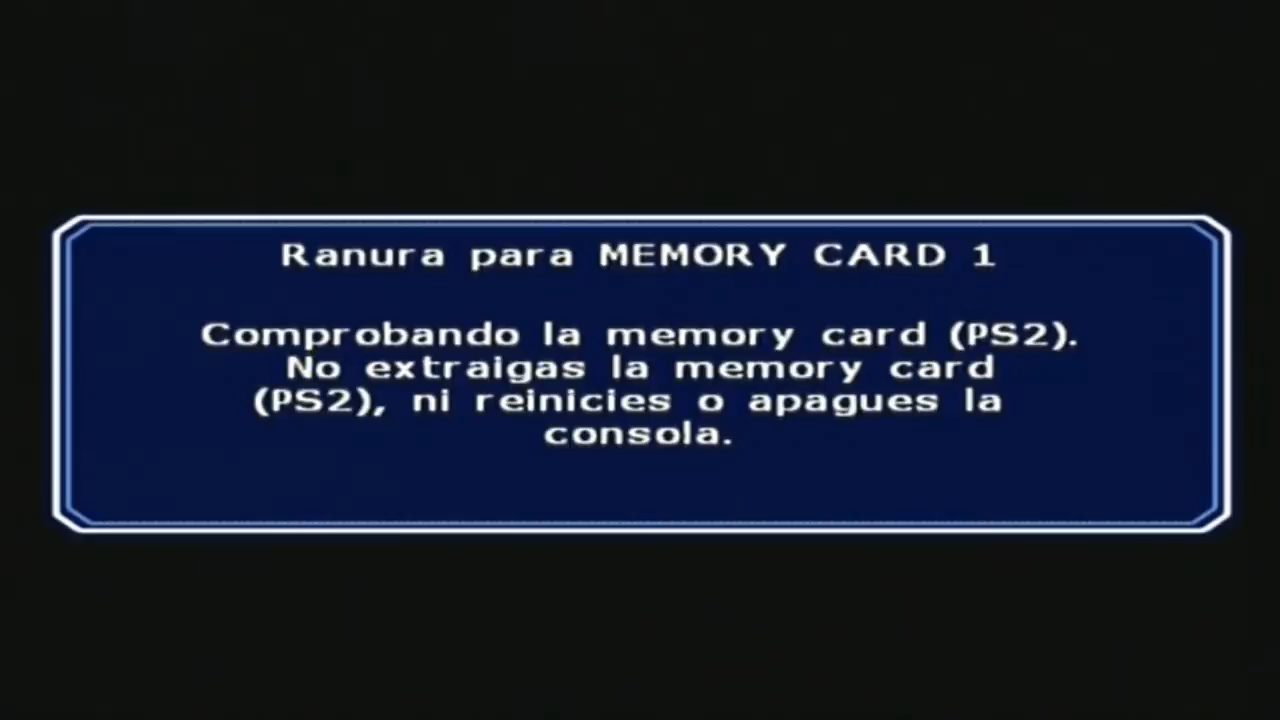 Ranura para MEMORY CARD 1
Comprobando la memory card (PS2).
No extraigas la memory card
(PS2), ni reinicies o apagues la
consola.